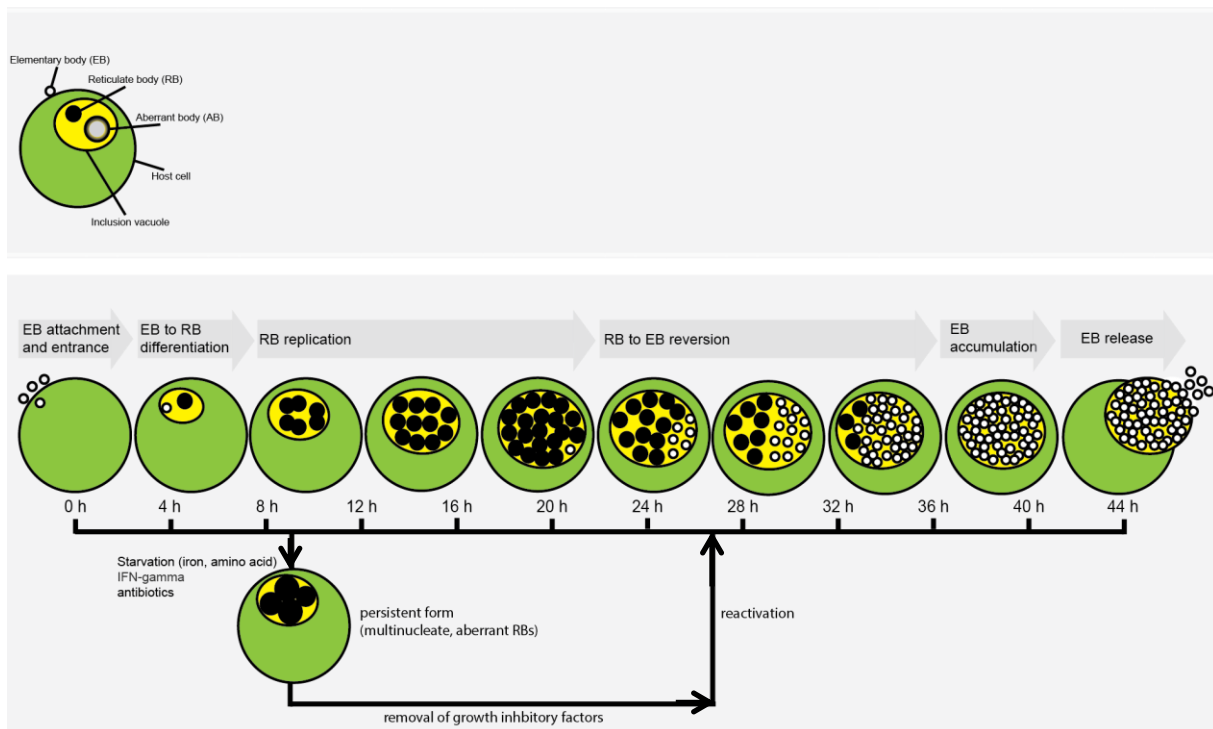 Elementary body (EB)
Reticulate body (RB)
Aberrant body (AB)
Host cell
Inclusion vacuole
EB attachment
and entrance
EB to RB
differentiation
RB replication
RB to EB reversion
EB
accumulation
EB release
0 h
4 h
8 h
12 h
16 h
20 h
24 h
28 h
32 h
36 h
40 h
44 h
Starvation (iron, amino acid)
IFN-gamma
antibiotics
persistent form
(multinucleate, aberrant RBs)
reactivation
removal of growth inhbitory factors